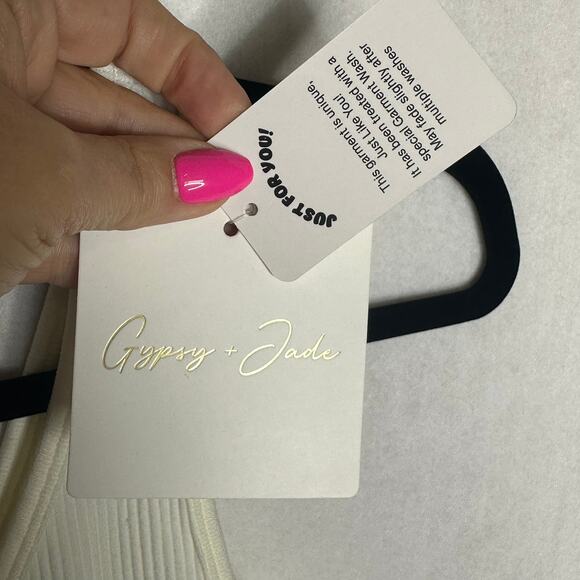 JUST FOR YOU!
This garment is unique,
Just Like You!
It has been treated with a
special Garment Wash.
May fade slightly after
multiple washes
Gypsy + Jade